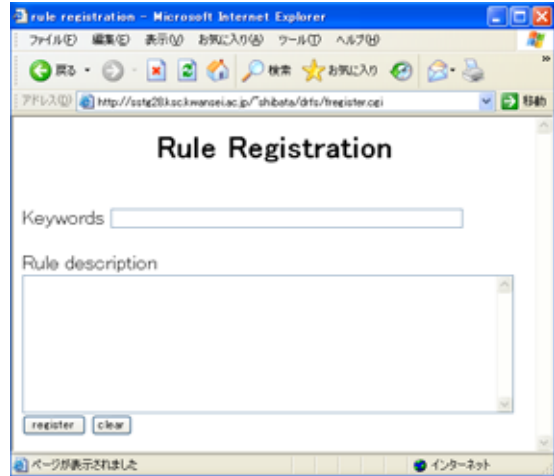 rule registration - Microsoft Internet Explorer
ファイル(F) 編集(E) 表示(V) お気に入り(A) ツール(T) ヘルプ(H)
戻る 検索 お気に入り
アドレス(D) http://sstg28.ksc.kwansei.ac.jp/~shibata/drfs/fregister.cgi 移動
Rule Registration
Keywords
Rule description
register clear
ページが表示されました インターネット